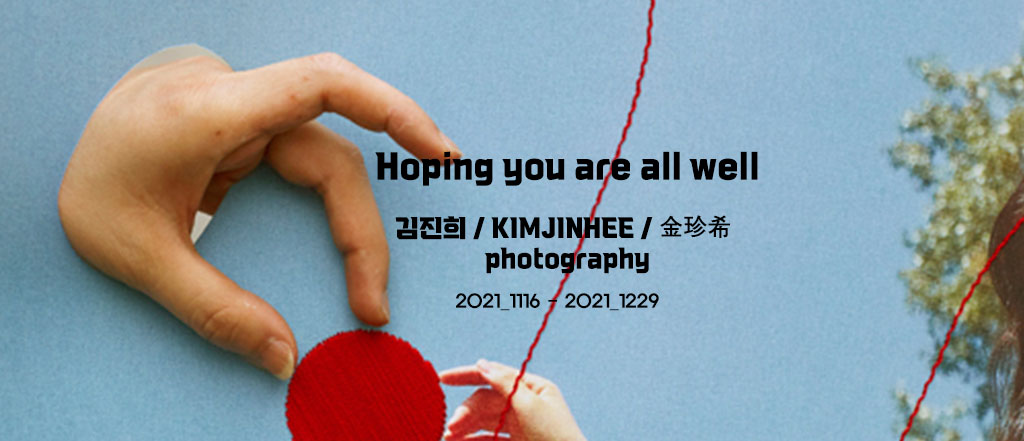 Hoping you are all well
김진희 / KIMJINHEE / 金珍希
photography
2021_1116 – 2021_1229